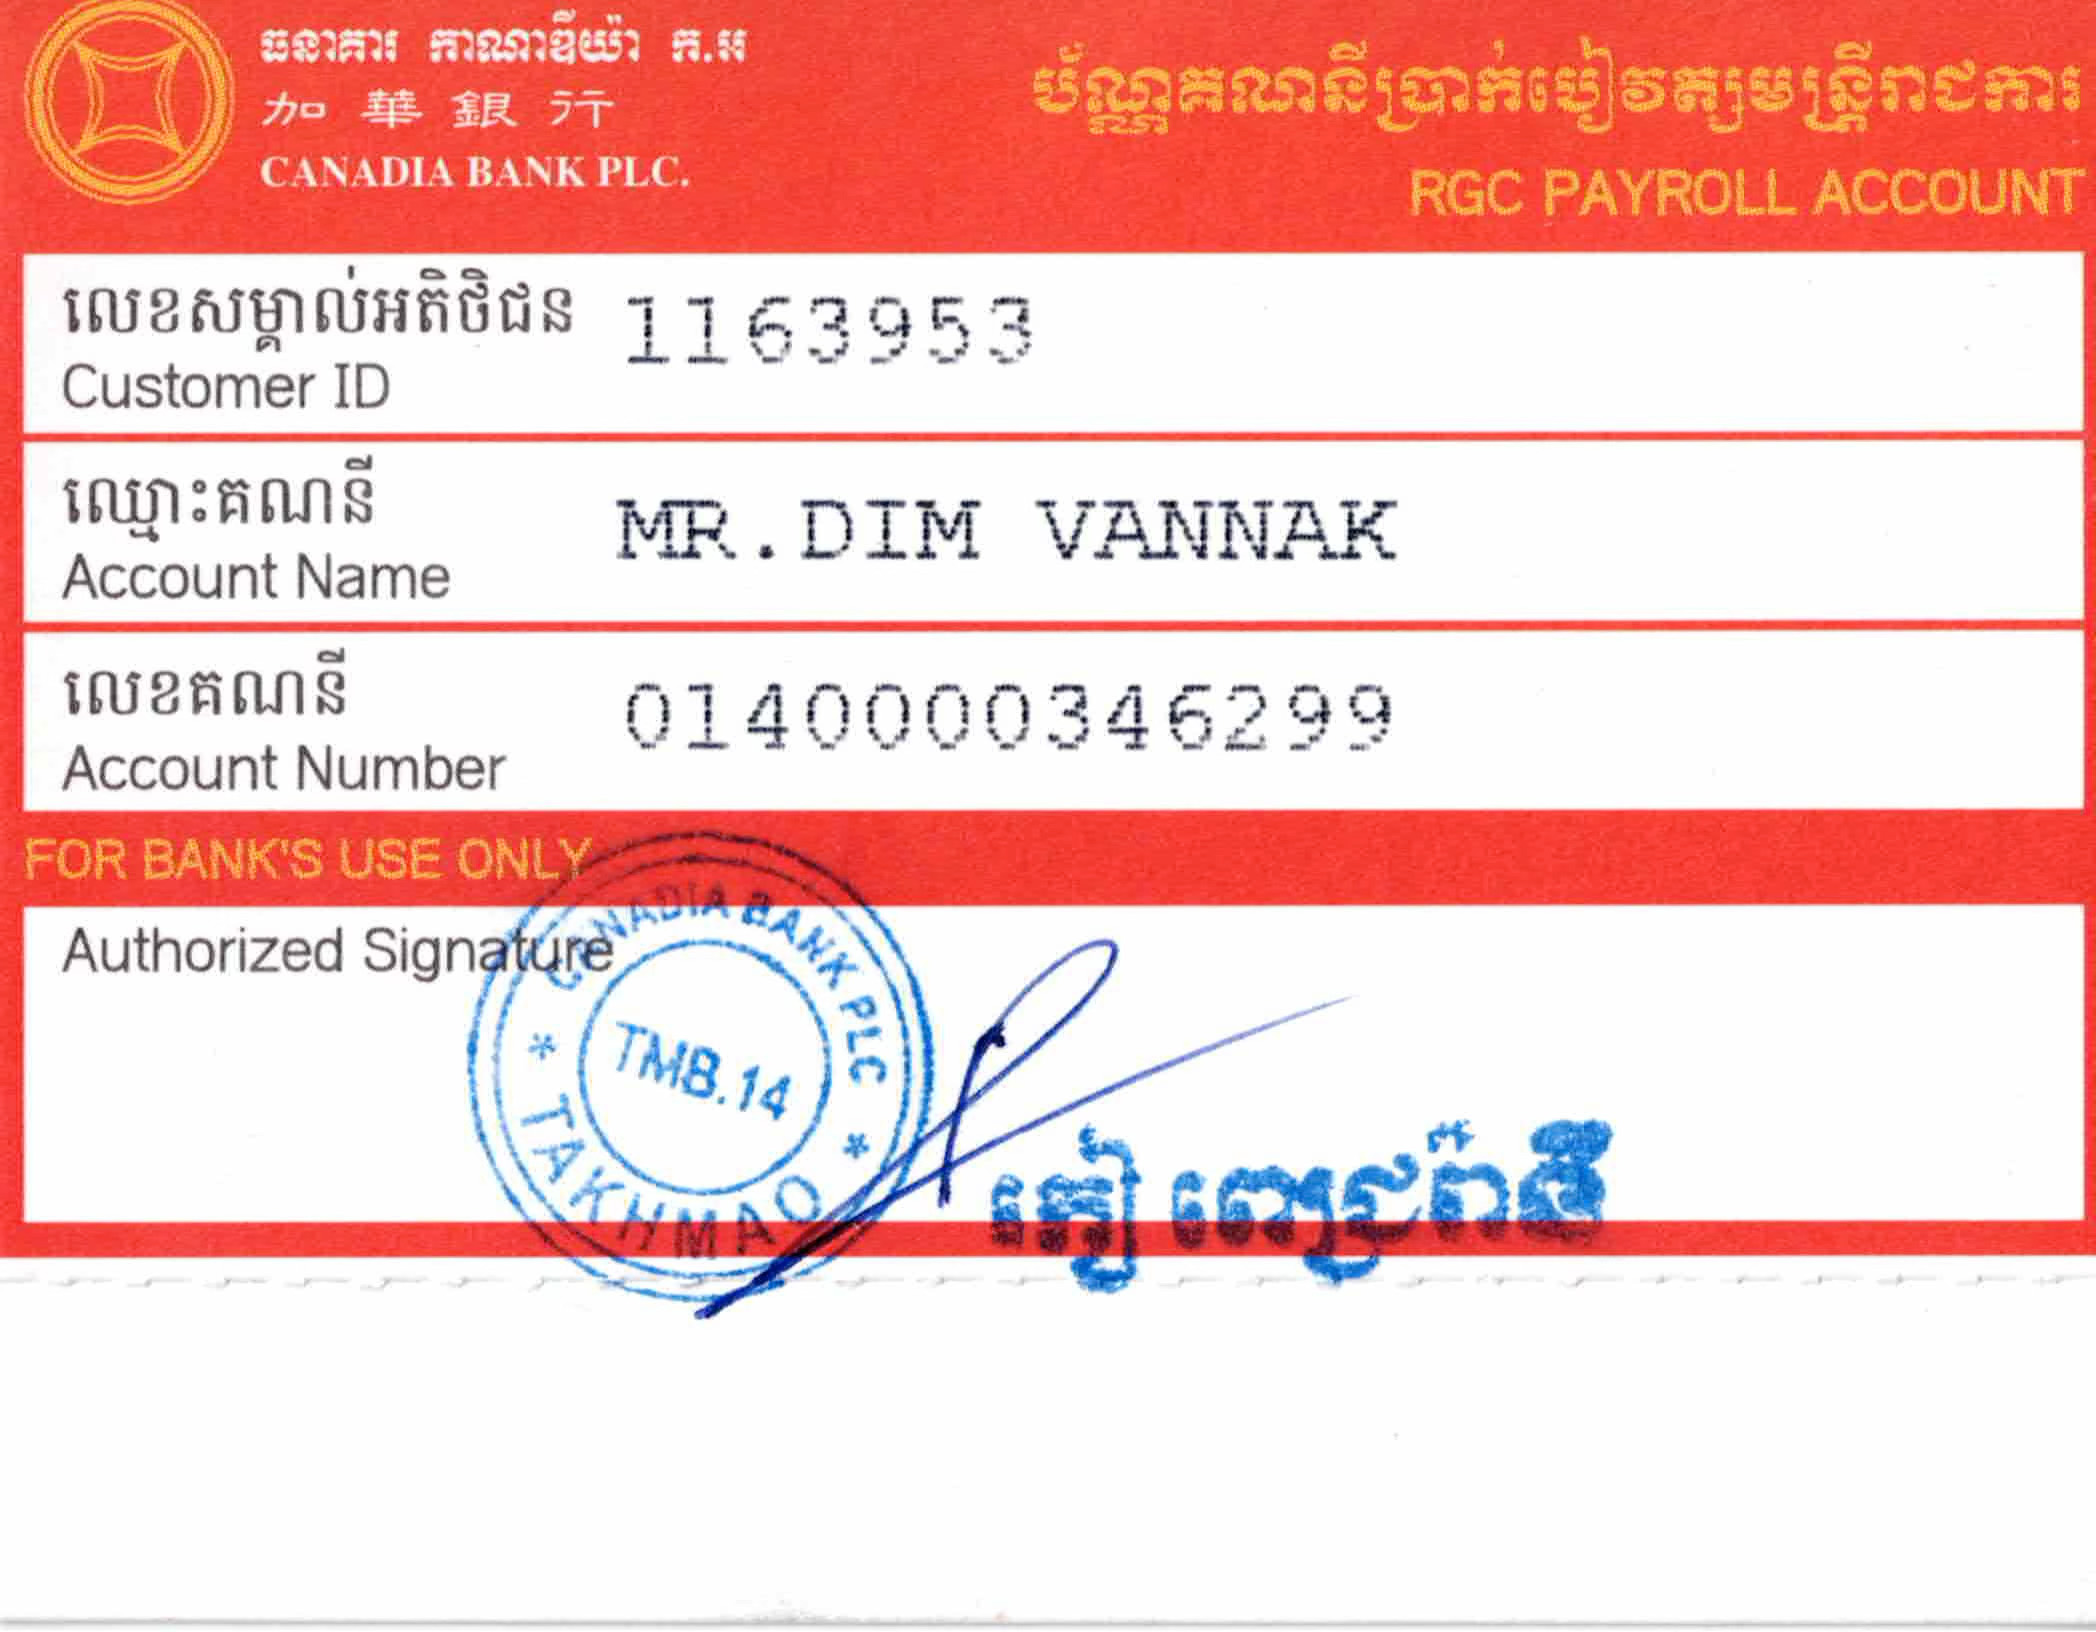 ធនាគារ កាណាឌីយ៉ា ក.អ
加華銀行
CANADIA BANK PLC.
ប័ណ្ណគណនីប្រាក់បៀវត្សមន្ត្រីរាជការ
RGC PAYROLL ACCOUNT
លេខសម្គាល់អតិថិជន 1163953
Customer ID
ឈ្មោះគណនី MR.DIM VANNAK
Account Name
លេខគណនី 0140000346299
Account Number
FOR BANK'S USE ONLY
Authorized Signature
CANADIA BANK PLC
TMB.14
* TAKHMAO *